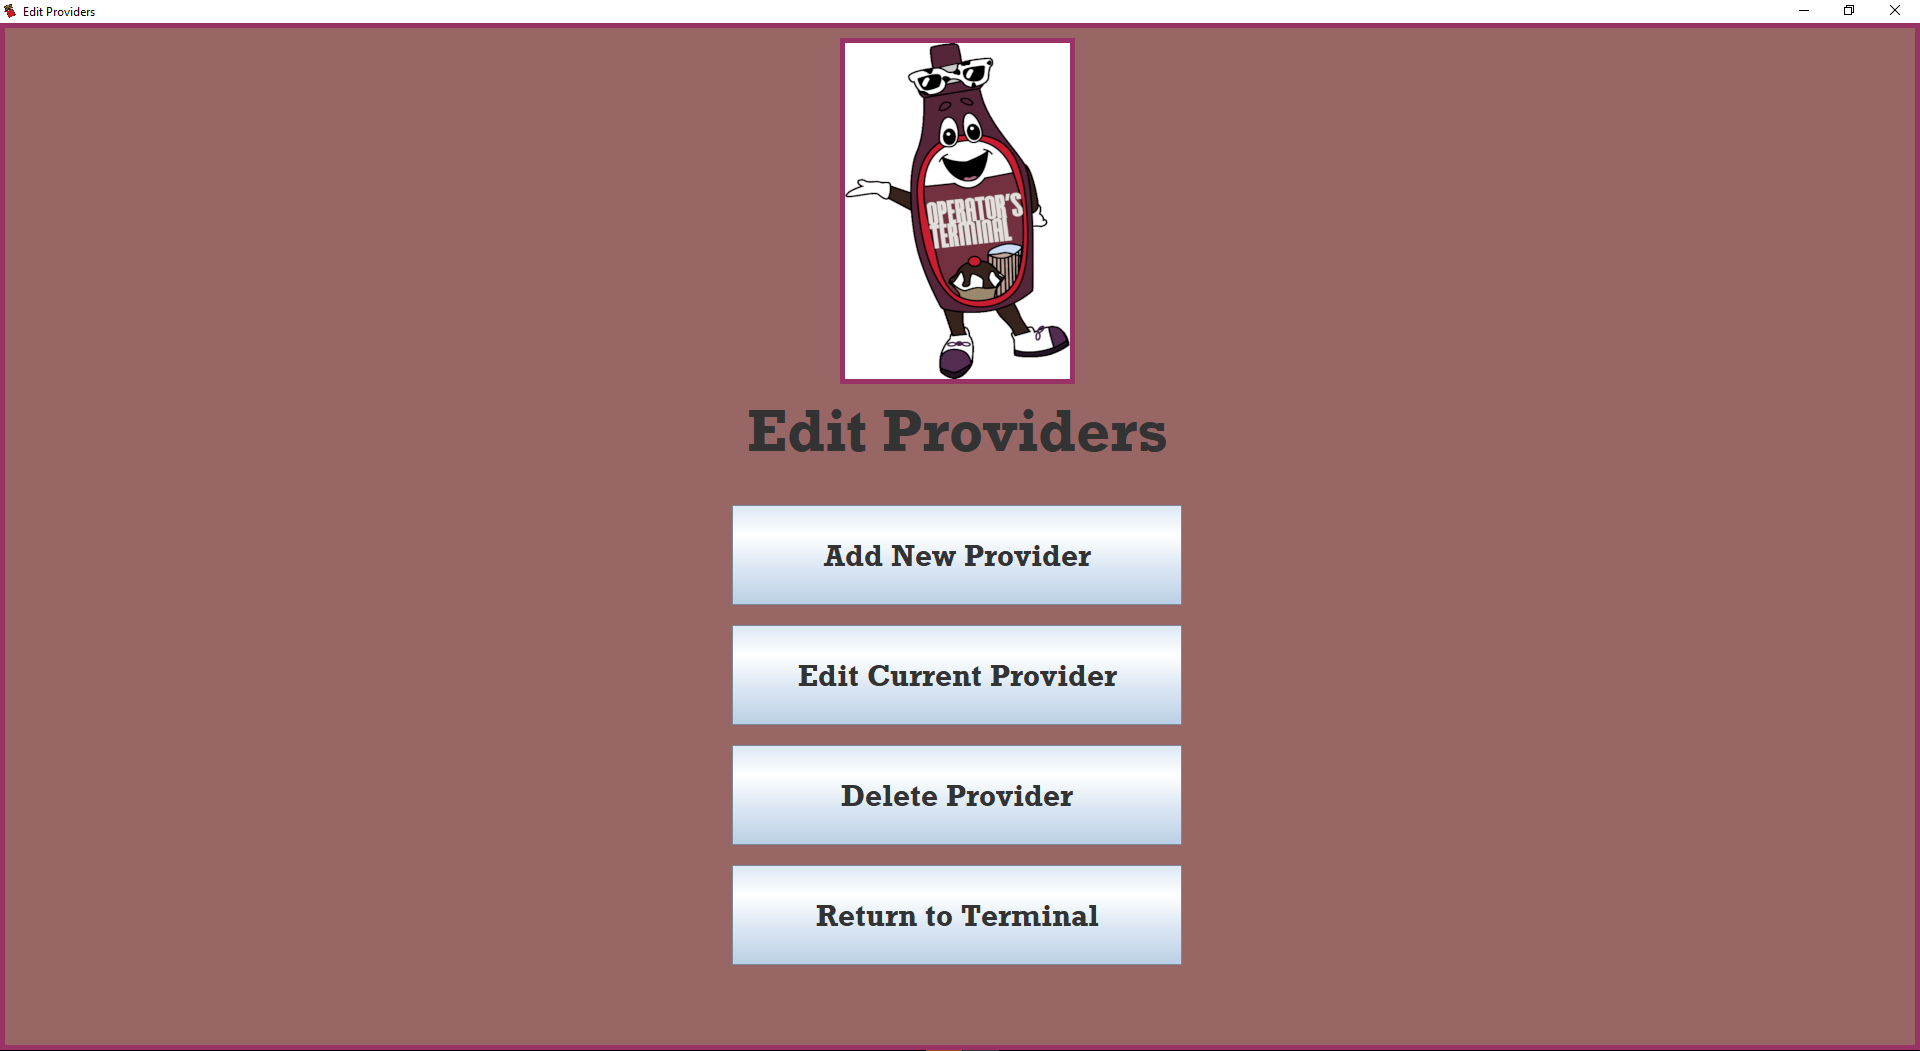 Edit Providers
OPERATOR'S
TERMINAL
Edit Providers
Add New Provider
Edit Current Provider
Delete Provider
Return to Terminal